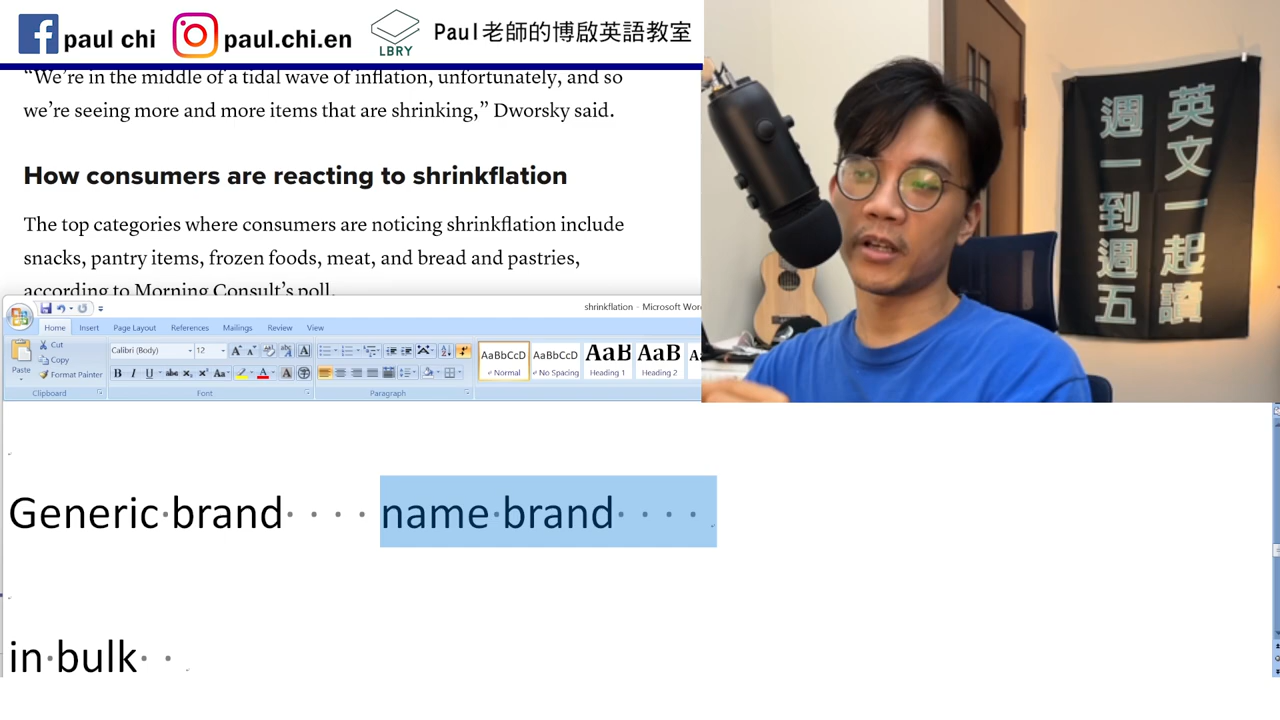 paul chi
paul.chi.en
LBRY
Paul老師的博啟英語教室
“We’re in the middle of a tidal wave of inflation, unfortunately, and so
we’re seeing more and more items that are shrinking,” Dworsky said.
How consumers are reacting to shrinkflation
The top categories where consumers are noticing shrinkflation include
snacks, pantry items, frozen foods, meat, and bread and pastries,
according to Morning Consult’s poll.
shrinkflation - Microsoft Wor
Home Insert Page Layout References Mailings Review View
Paste
Cut
Copy
Format Painter
Clipboard
Calibri (Body) 12
Font
Paragraph
AaBbCcD Normal
AaBbCcD No Spacing
AaB Heading 1
AaB Heading 2
Generic brand name brand
in bulk
英文一起讀
週一到週五